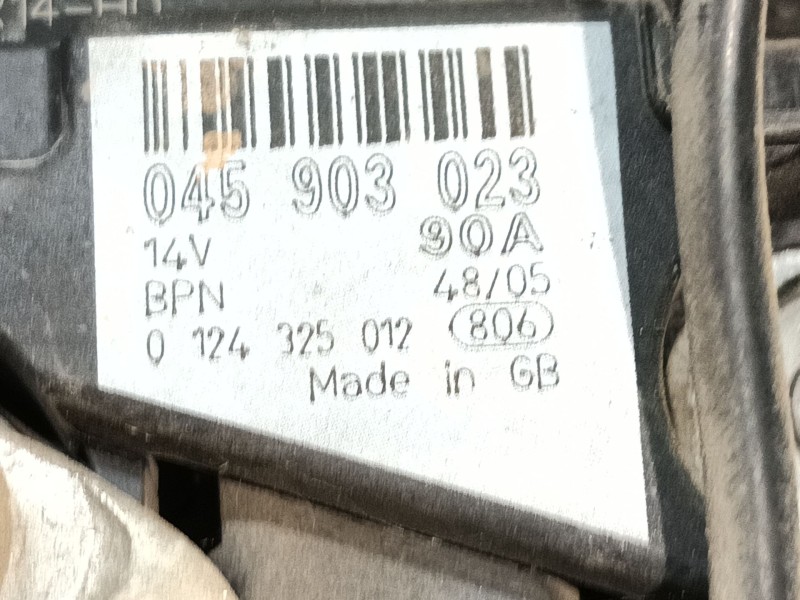 045 903 023
14V 90A
BPN 48/05
0 124 325 012 806
Made in GB